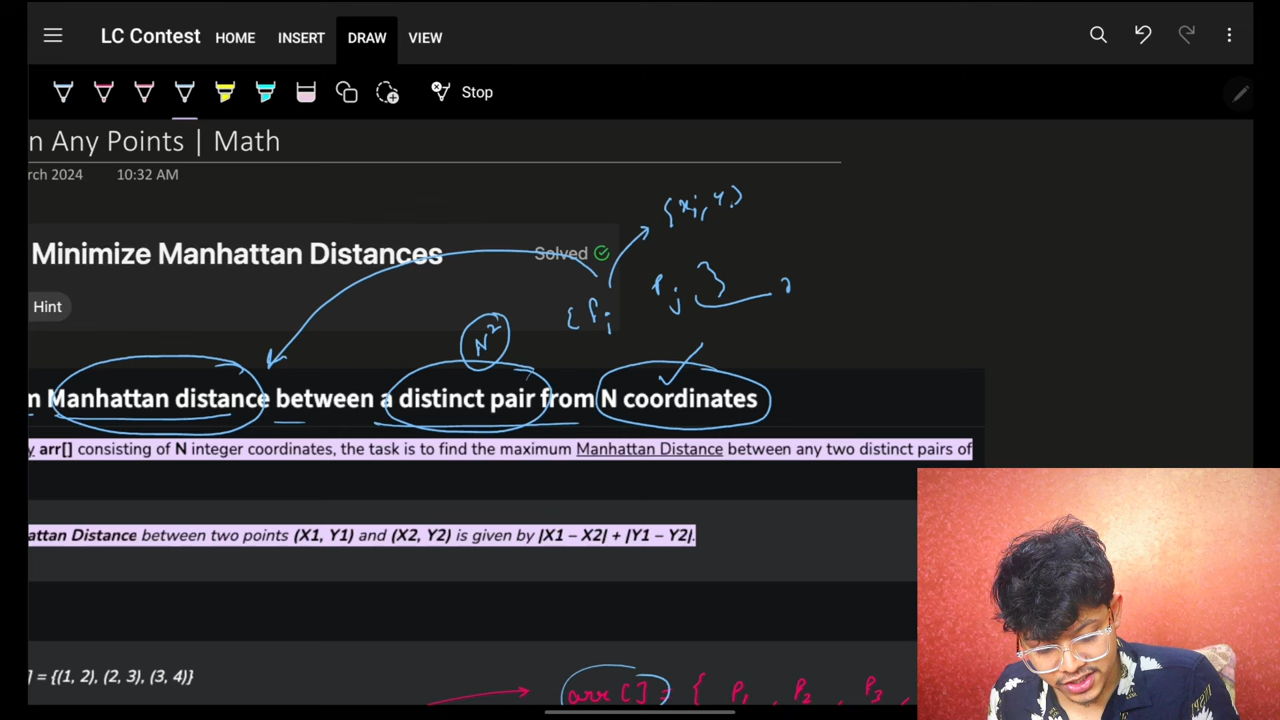 LC Contest HOME INSERT DRAW VIEW
Stop
n Any Points | Math
rch 2024 10:32 AM
{xi, y
Minimize Manhattan Distances Solved
Pj }
Hint
{Pi
N²
m Manhattan distance between a distinct pair from N coordinates
y arr[] consisting of N integer coordinates, the task is to find the maximum Manhattan Distance between any two distinct pairs of
attan Distance between two points (X1, Y1) and (X2, Y2) is given by |X1 – X2| + |Y1 – Y2|.
] = {(1, 2), (2, 3), (3, 4)}
arr[] = { P1 P2 , P3 ,